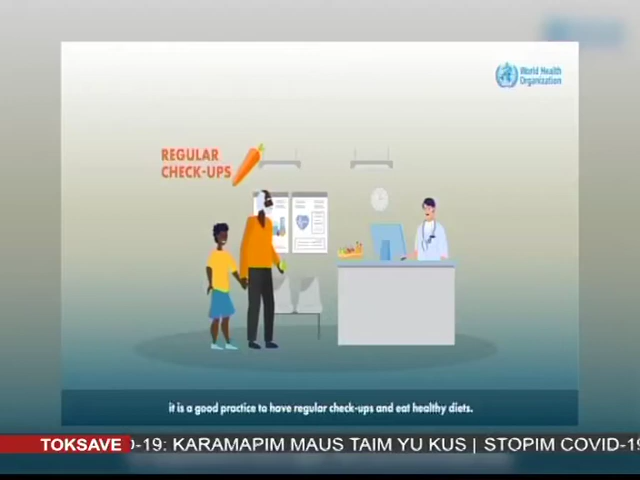 World Health
Organization
REGULAR
CHECK-UPS
it is a good practice to have regular check-ups and eat healthy diets.
TOKSAVE
D-19: KARAMAPIM MAUS TAIM YU KUS | STOPIM COVID-19